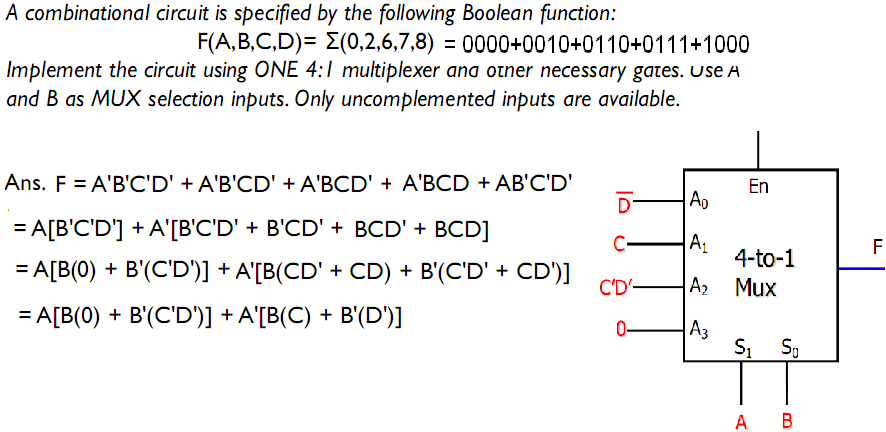 A combinational circuit is specified by the following Boolean function:
F(A,B,C,D)= Σ(0,2,6,7,8) = 0000+0010+0110+0111+1000
Implement the circuit using ONE 4:1 multiplexer and other necessary gates. Use A
and B as MUX selection inputs. Only uncomplemented inputs are available.
Ans. F = A'B'C'D' + A'B'CD' + A'BCD' + A'BCD + AB'C'D'
= A[B'C'D'] + A'[B'C'D' + B'CD' + BCD' + BCD]
= A[B(0) + B'(C'D')] + A'[B(CD' + CD) + B'(C'D' + CD')]
= A[B(0) + B'(C'D')] + A'[B(C) + B'(D')]
En
D̅ A₀
C A₁
4-to-1
F
C'D' A₂ Mux
0 A₃
S₁ S₀
A B